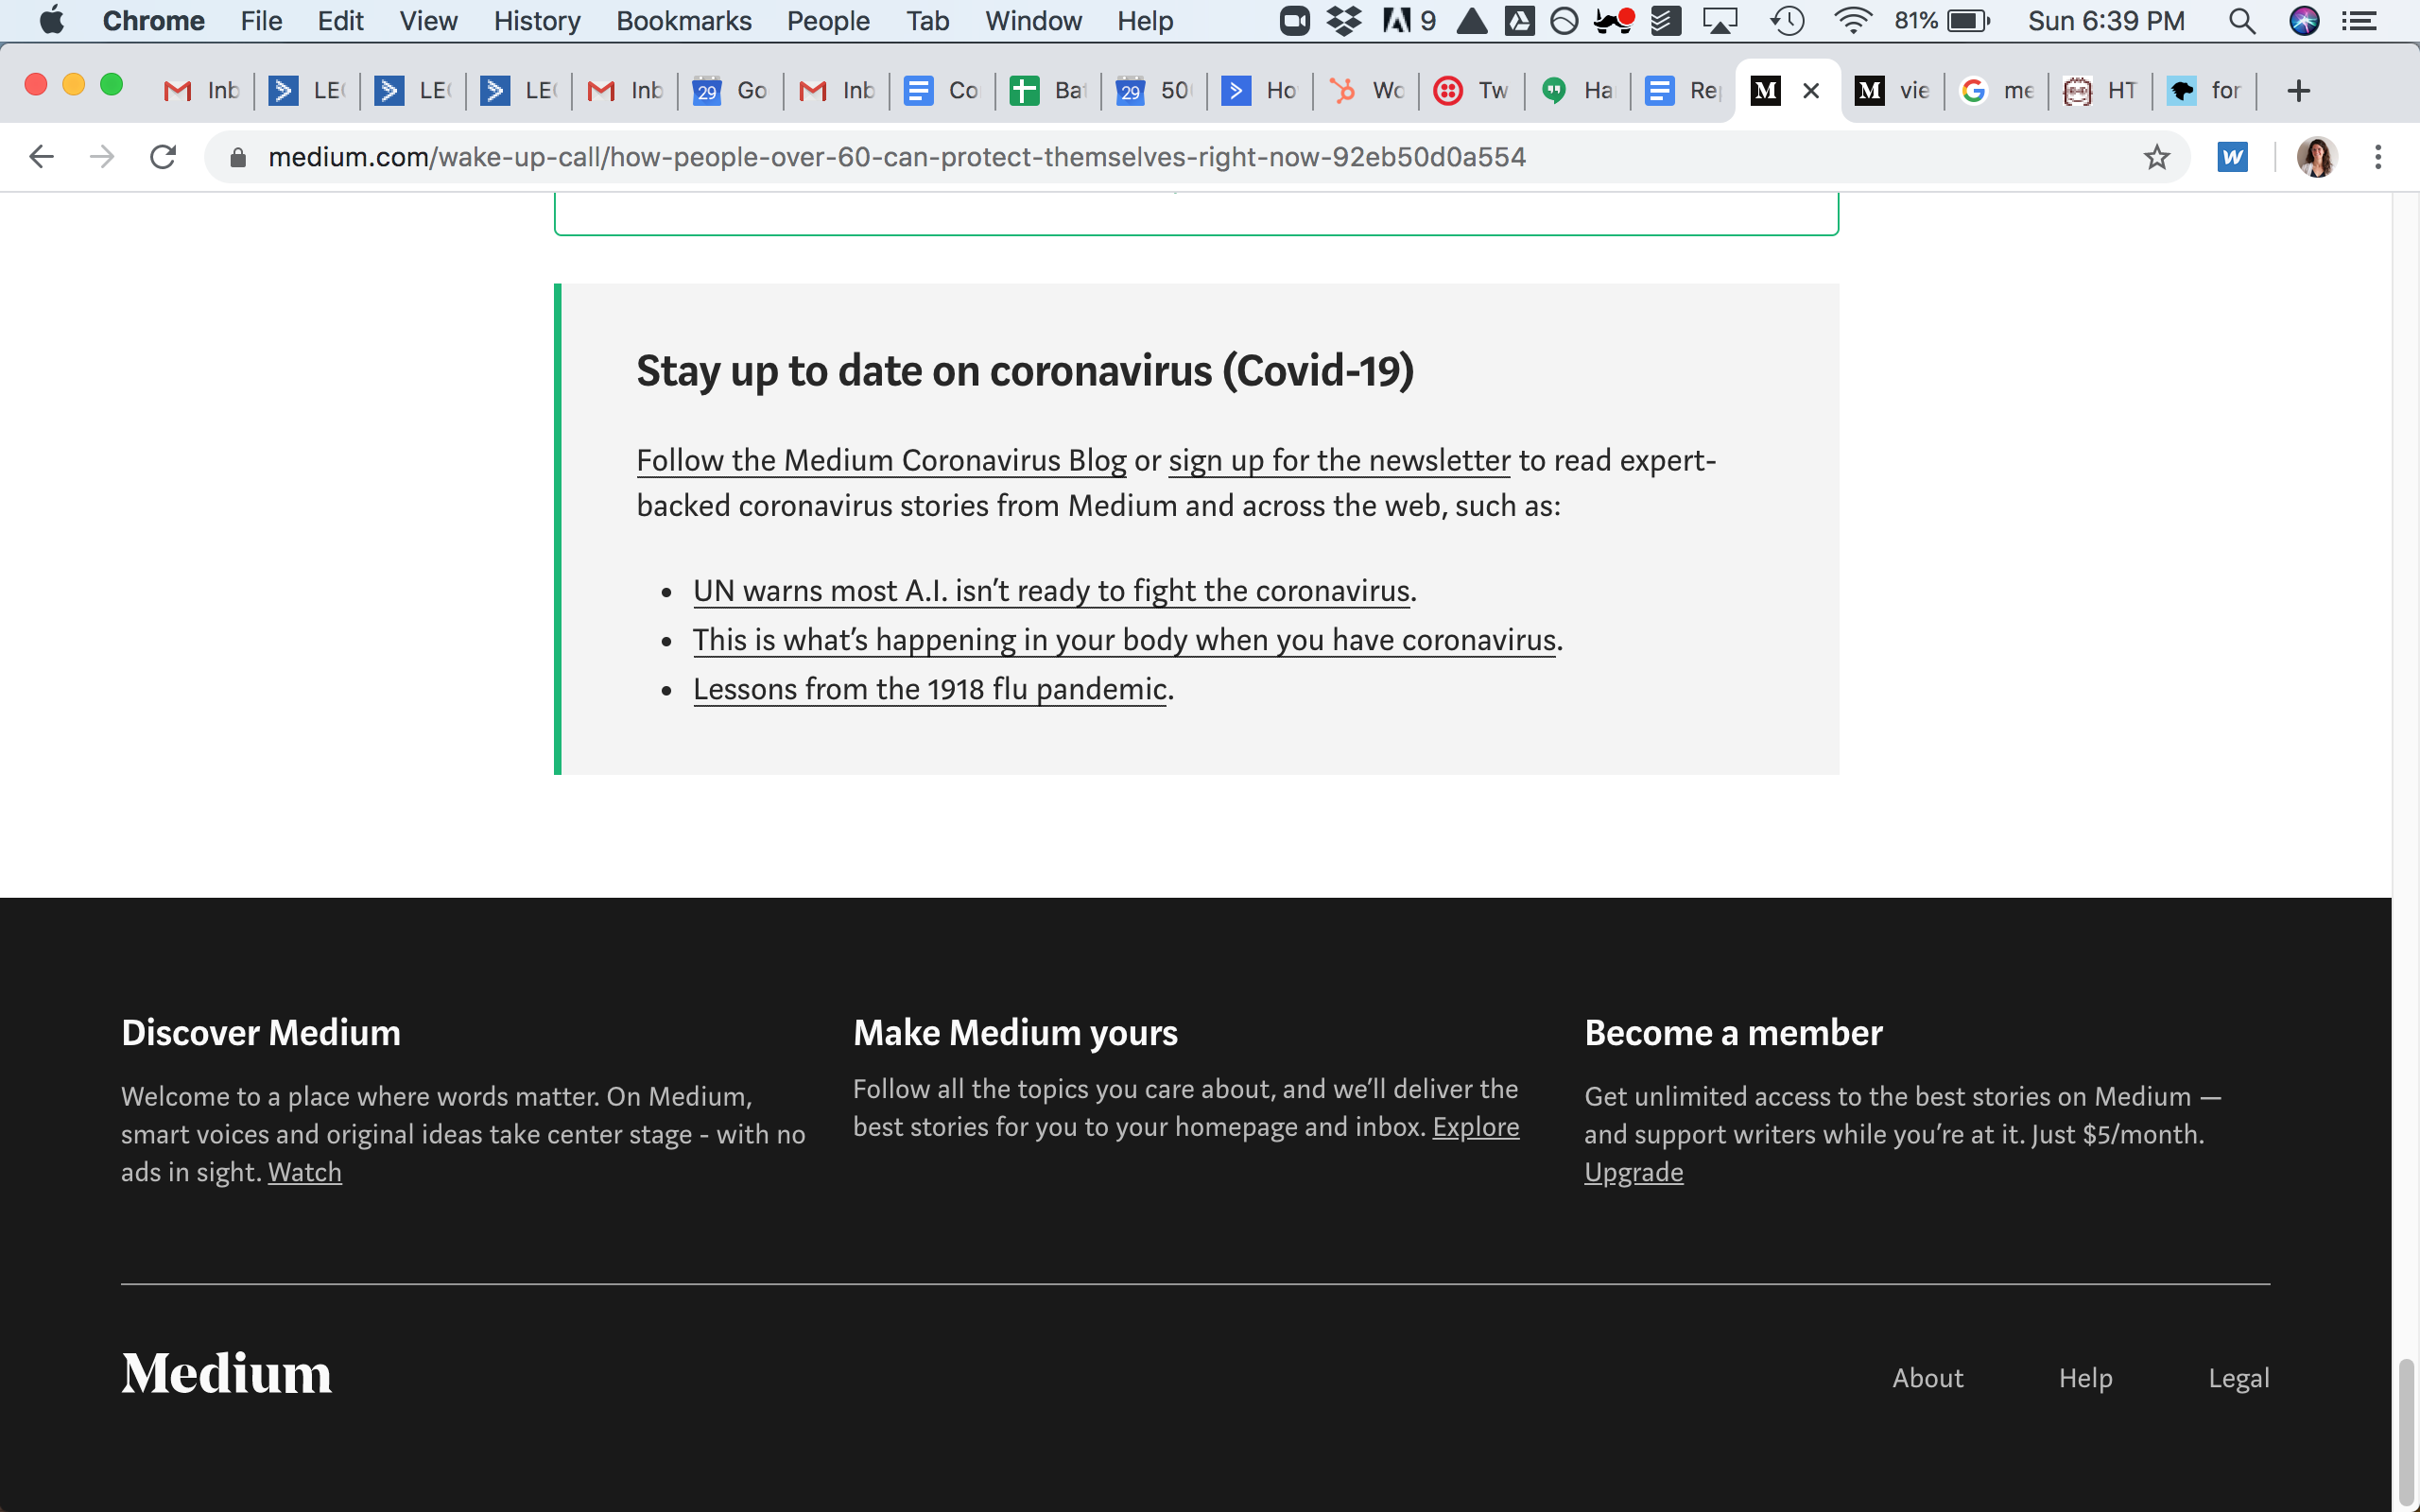 Chrome File Edit View History Bookmarks People Tab Window Help 9 81% Sun 6:39 PM
Inb LE LE LE Inb 29 Go Inb Co Ba 29 50 Ho Wo Tw Ha Re M M vie G me HT for
medium.com/wake-up-call/how-people-over-60-can-protect-themselves-right-now-92eb50d0a554 W
Stay up to date on coronavirus (Covid-19)
Follow the Medium Coronavirus Blog or sign up for the newsletter to read expert-
backed coronavirus stories from Medium and across the web, such as:
• UN warns most A.I. isn’t ready to fight the coronavirus.
• This is what’s happening in your body when you have coronavirus.
• Lessons from the 1918 flu pandemic.
Discover Medium
Welcome to a place where words matter. On Medium,
smart voices and original ideas take center stage - with no
ads in sight. Watch
Make Medium yours
Follow all the topics you care about, and we’ll deliver the
best stories for you to your homepage and inbox. Explore
Become a member
Get unlimited access to the best stories on Medium —
and support writers while you’re at it. Just $5/month.
Upgrade
Medium
About Help Legal